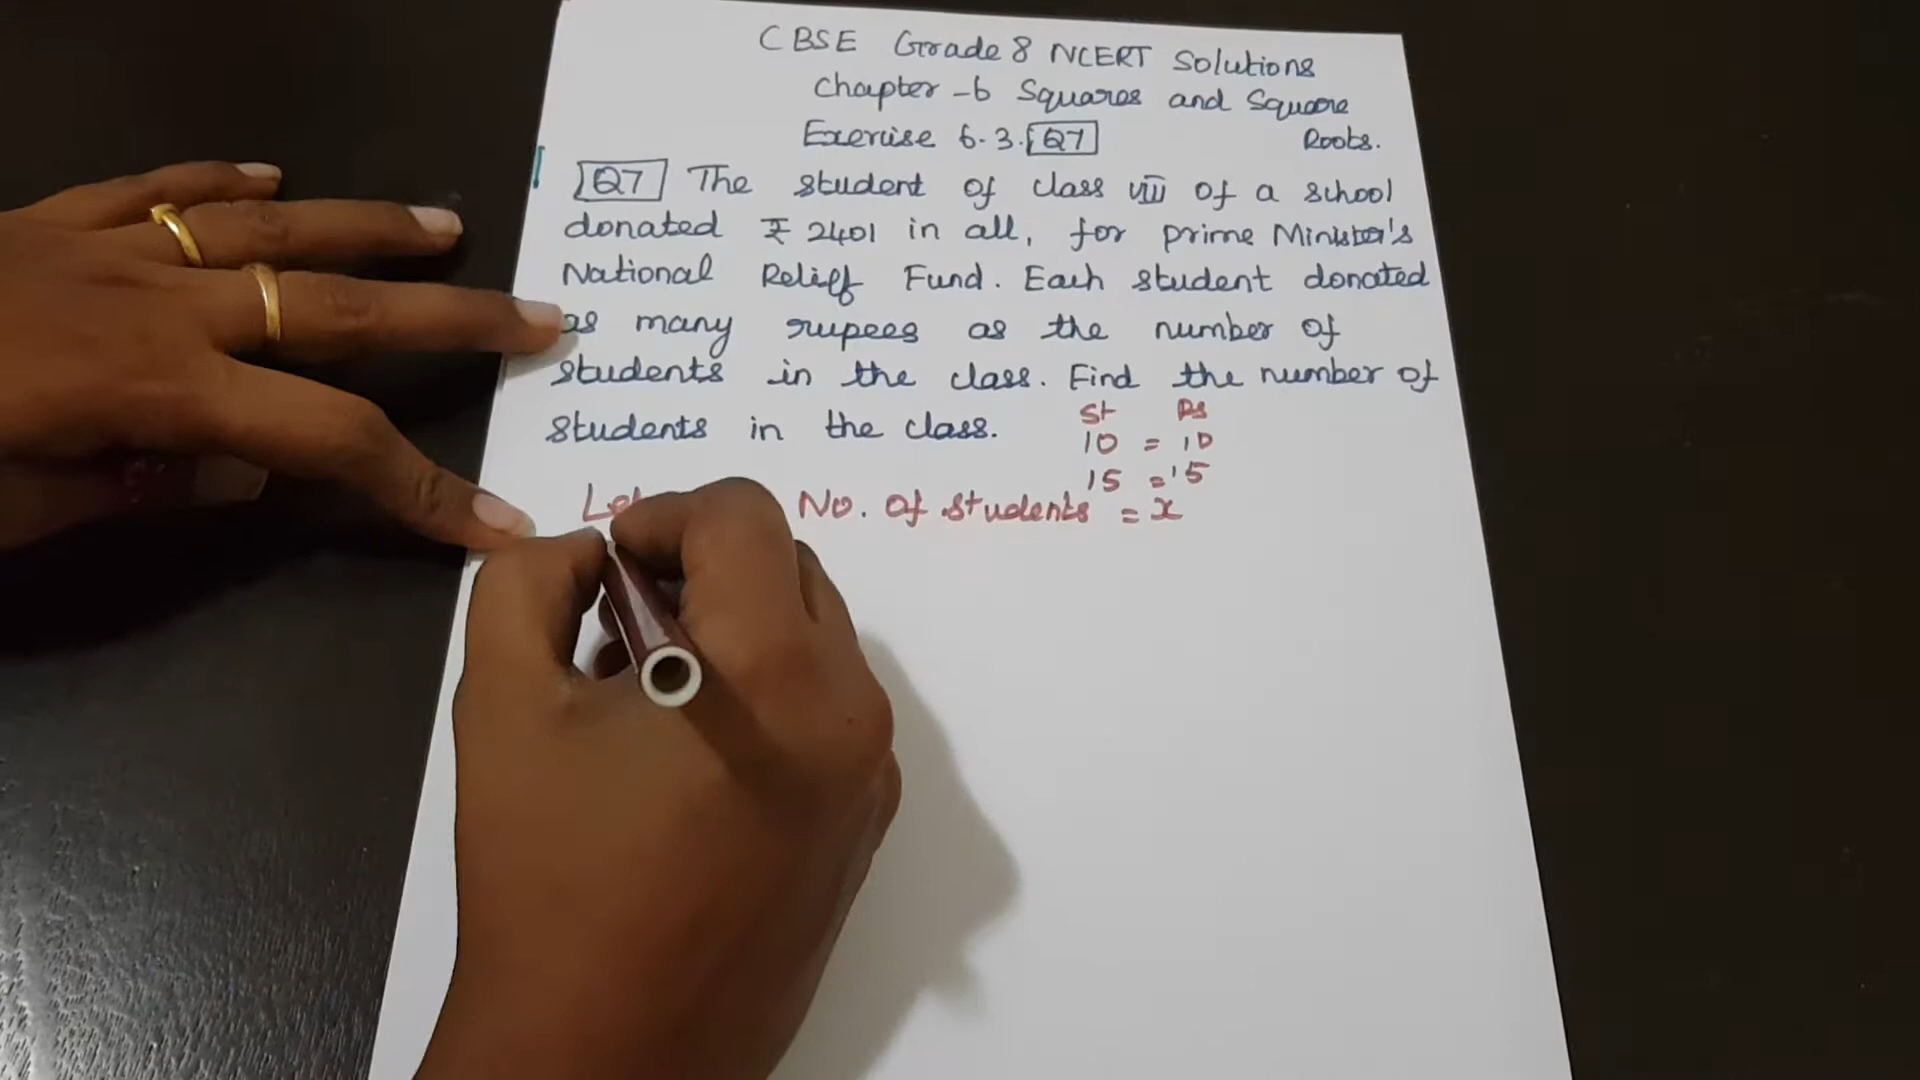 CBSE Grade 8 NCERT Solutions
Chapter -6 Squares and Square
Roots.
Exercise 6.3. Q7
Q7 The student of class VIII of a school
donated ₹ 2401 in all, for prime Minister's
National Relief Fund. Each student donated
as many rupees as the number of
students in the class. Find the number of
students in the class.
St Rs
10 = 10
15 = 15
Let No. of students = x